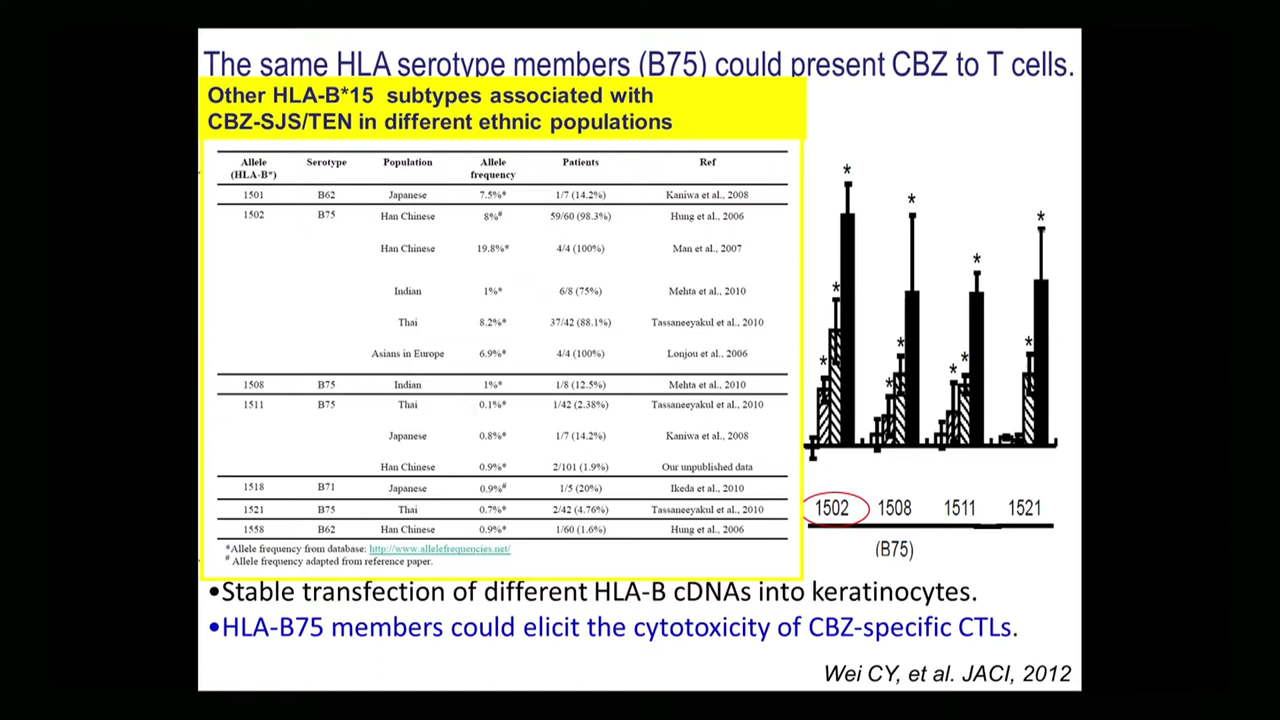 The same HLA serotype members (B75) could present CBZ to T cells.
Other HLA-B*15 subtypes associated with
CBZ-SJS/TEN in different ethnic populations
Allele (HLA-B*) Serotype Population Allele frequency Patients Ref
1501 B62 Japanese 7.5%* 1/7 (14.2%) Kaniwa et al., 2008
1502 B75 Han Chinese 8%# 59/60 (98.3%) Hung et al., 2006
Han Chinese 19.8%* 4/4 (100%) Man et al., 2007
Indian 1%* 6/8 (75%) Mehta et al., 2010
Thai 8.2%* 37/42 (88.1%) Tassaneeyakul et al., 2010
Asians in Europe 6.9%* 4/4 (100%) Lonjou et al., 2006
1508 B75 Indian 1%* 1/8 (12.5%) Mehta et al., 2010
1511 B75 Thai 0.1%* 1/42 (2.38%) Tassaneeyakul et al., 2010
Japanese 0.8%* 1/7 (14.2%) Kaniwa et al., 2008
Han Chinese 0.9%* 2/101 (1.9%) Our unpublished data
1518 B71 Japanese 0.9%# 1/5 (20%) Ikeda et al., 2010
1521 B75 Thai 0.7%* 2/42 (4.76%) Tassaneeyakul et al., 2010
1558 B62 Han Chinese 0.9%* 1/60 (1.6%) Hung et al., 2006
*Allele frequency from database: http://www.allelefrequencies.net/
# Allele frequency adapted from reference paper.
* * * *
* * * * * * *
1502 1508 1511 1521
(B75)
•Stable transfection of different HLA-B cDNAs into keratinocytes.
•HLA-B75 members could elicit the cytotoxicity of CBZ-specific CTLs.
Wei CY, et al. JACI, 2012